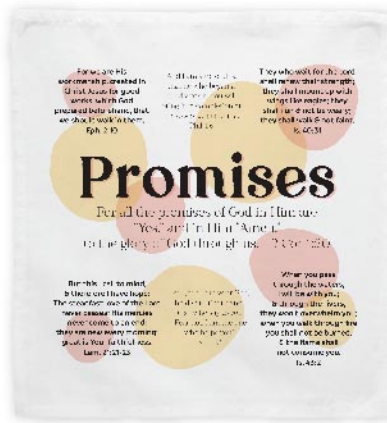 For we are His
workmanship, created in
Christ Jesus for good
works, which God
prepared beforehand, that
we should walk in them.
Eph. 2:10
They who wait for the Lord
shall renew their strength;
they shall mount up with
wings like eagles; they
shall run & not be weary;
they shall walk & not faint.
Is. 40:31
Promises
For all the promises of God in Him are
"Yes," and in Him "Amen,"
to the glory of God through us. 2 Cor 1:20
But this I call to mind,
& therefore I have hope:
The steadfast love of the Lord
never ceases; His mercies
never come to an end;
they are new every morning;
great is Your faithfulness.
Lam. 3:21-23
When you pass
through the waters,
I will be with you;
& through the rivers,
they won't overwhelm you;
when you walk through fire
you shall not be burned,
& the flame shall
not consume you.
Is. 43:2